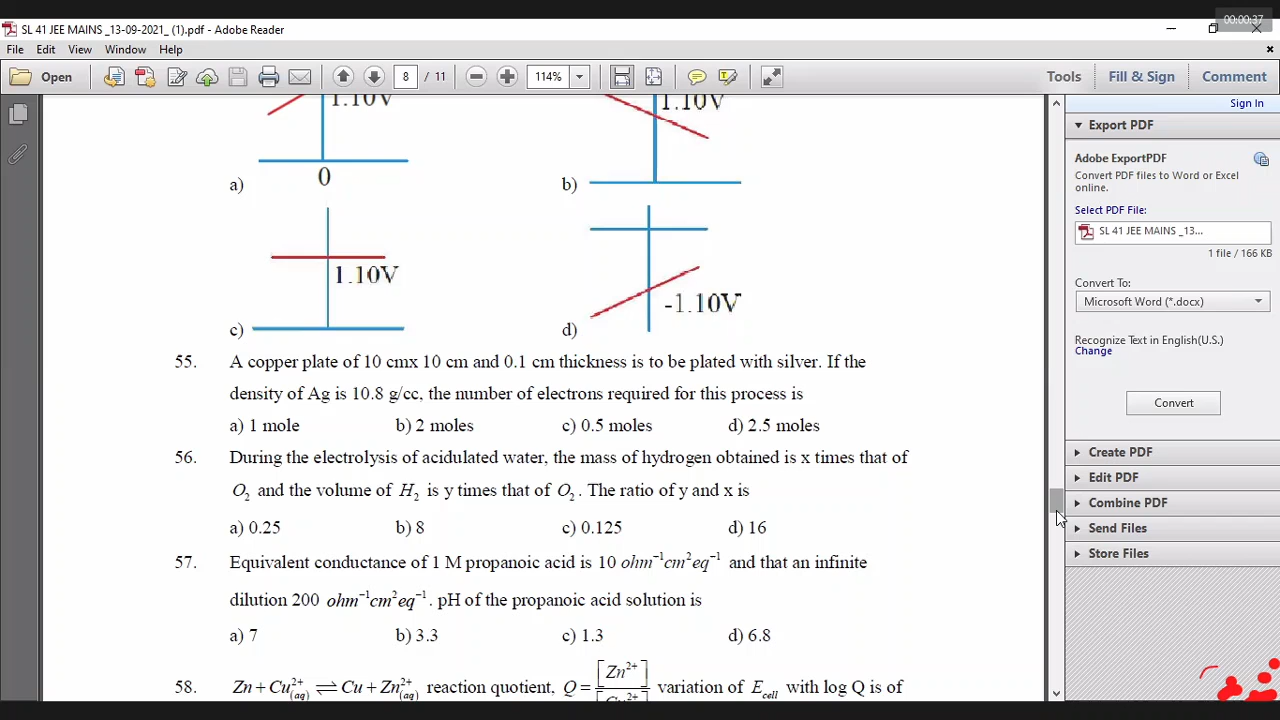 00:00:37
SL 41 JEE MAINS _13-09-2021_ (1).pdf - Adobe Reader
File Edit View Window Help
Open 8 / 11 114% Tools Fill & Sign Comment
Sign In
1.10V 1.10V
0
a) b)
1.10V -1.10V
c) d)
55. A copper plate of 10 cmx 10 cm and 0.1 cm thickness is to be plated with silver. If the
density of Ag is 10.8 g/cc, the number of electrons required for this process is
a) 1 mole b) 2 moles c) 0.5 moles d) 2.5 moles
56. During the electrolysis of acidulated water, the mass of hydrogen obtained is x times that of
O₂ and the volume of H₂ is y times that of O₂. The ratio of y and x is
a) 0.25 b) 8 c) 0.125 d) 16
57. Equivalent conductance of 1 M propanoic acid is 10 ohm⁻¹cm²eq⁻¹ and that an infinite
dilution 200 ohm⁻¹cm²eq⁻¹. pH of the propanoic acid solution is
a) 7 b) 3.3 c) 1.3 d) 6.8
58. Zn + Cu²⁺(aq) ⇌ Cu + Zn²⁺(aq) reaction quotient, Q = [Zn²⁺] / [Cu²⁺] variation of E cell with log Q is of
Export PDF
Adobe ExportPDF
Convert PDF files to Word or Excel
online.
Select PDF File:
SL 41 JEE MAINS _13...
1 file / 166 KB
Convert To:
Microsoft Word (*.docx)
Recognize Text in English(U.S.)
Change
Convert
Create PDF
Edit PDF
Combine PDF
Send Files
Store Files